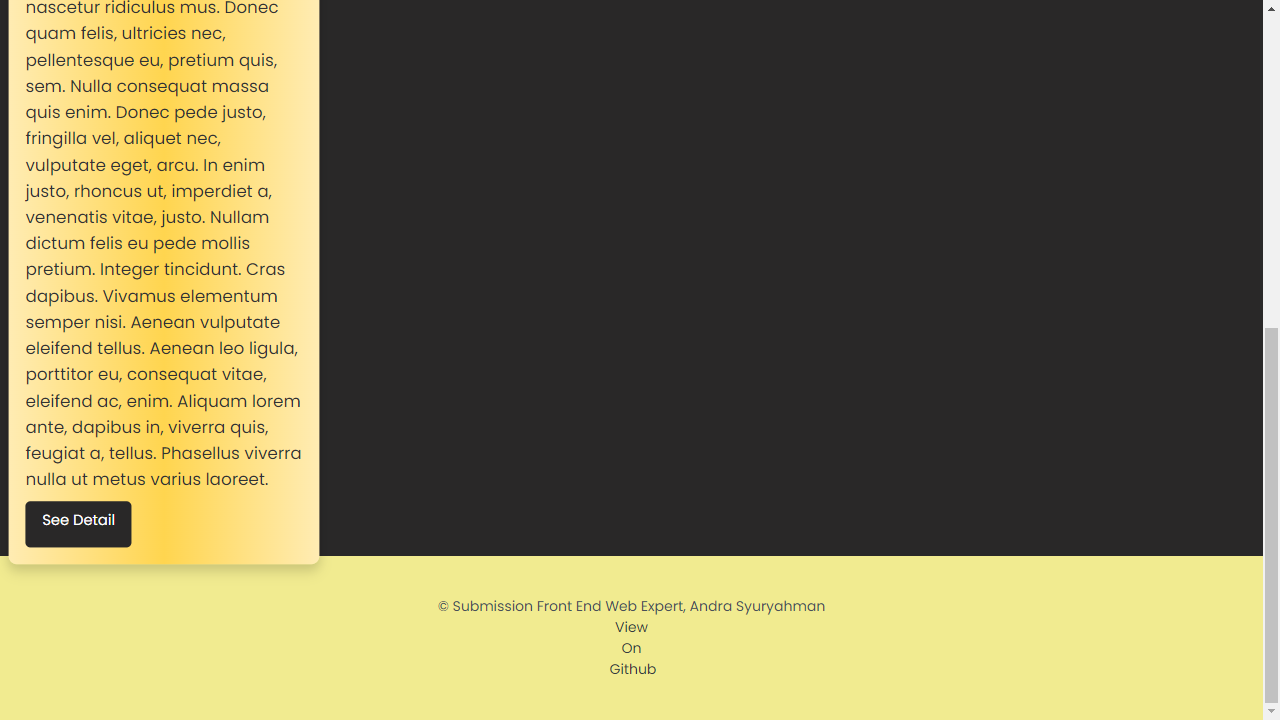 nascetur ridiculus mus. Donec
quam felis, ultricies nec,
pellentesque eu, pretium quis,
sem. Nulla consequat massa
quis enim. Donec pede justo,
fringilla vel, aliquet nec,
vulputate eget, arcu. In enim
justo, rhoncus ut, imperdiet a,
venenatis vitae, justo. Nullam
dictum felis eu pede mollis
pretium. Integer tincidunt. Cras
dapibus. Vivamus elementum
semper nisi. Aenean vulputate
eleifend tellus. Aenean leo ligula,
porttitor eu, consequat vitae,
eleifend ac, enim. Aliquam lorem
ante, dapibus in, viverra quis,
feugiat a, tellus. Phasellus viverra
nulla ut metus varius laoreet.
See Detail
© Submission Front End Web Expert, Andra Syuryahman
View
On
Github